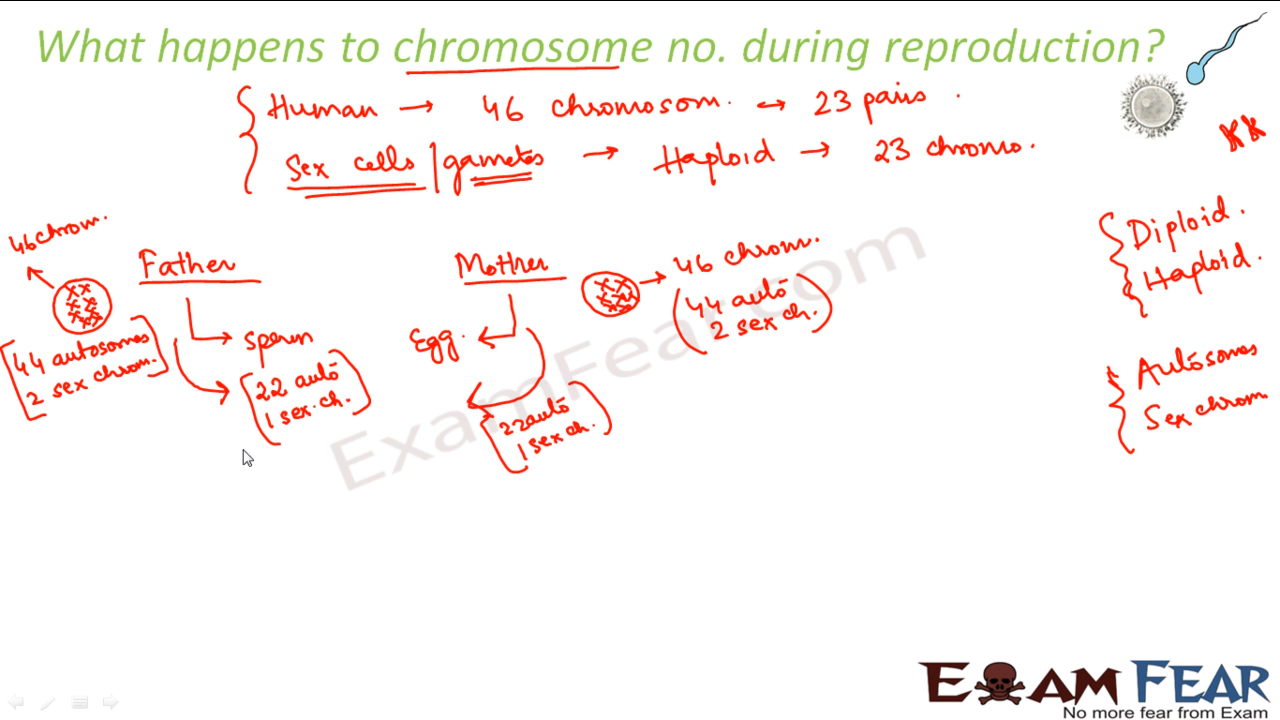 What happens to chromosome no. during reproduction?
Human → 46 chromosom. ↔ 23 pairs.
Sex cells | gametes → Haploid → 23 chromo.
46 chrom.
Father
44 autosomes
2 sex chrom.
sperm
22 auto
1 sex. ch.
Mother
46 chrom.
44 auto
2 sex ch.
Egg.
22 auto
1 sex ch.
Diploid.
Haploid.
Autosomes
Sex chrom
ExamFear.com
EXAM FEAR
No more fear from Exam